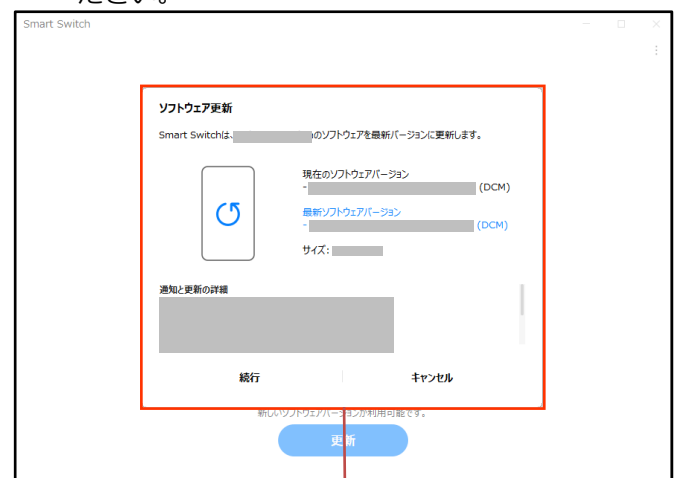 ださい。
Smart Switch
ソフトウェア更新
Smart Switchは、 のソフトウェアを最新バージョンに更新します。
現在のソフトウェアバージョン
- (DCM)
最新ソフトウェアバージョン
- (DCM)
サイズ:
通知と更新の詳細
続行 キャンセル
新しいソフトウェアバージョンが利用可能です。
更新